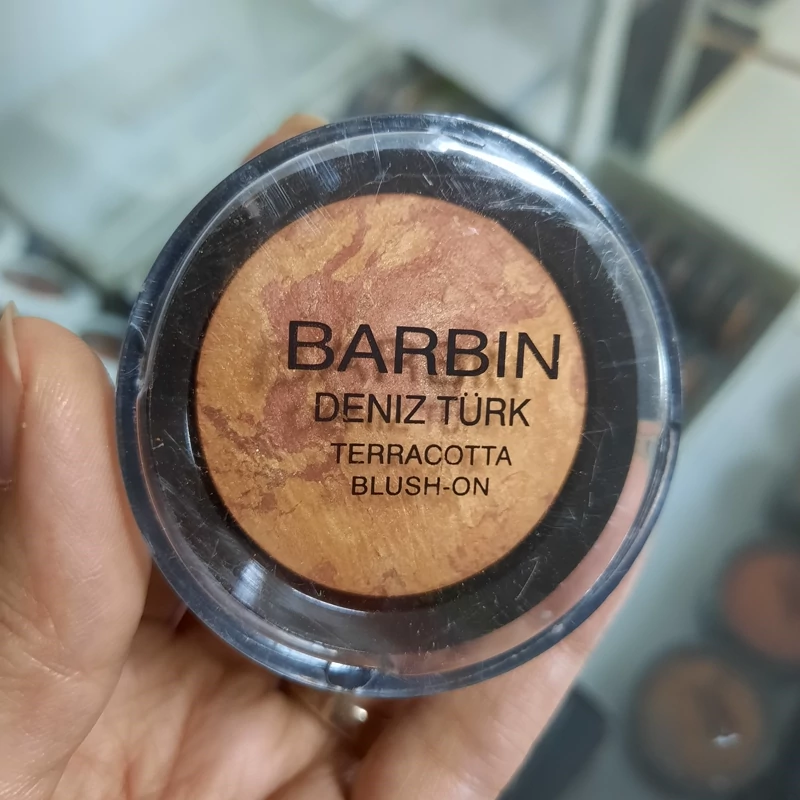 BARBIN
DENIZ TÜRK
TERRACOTTA
BLUSH-ON